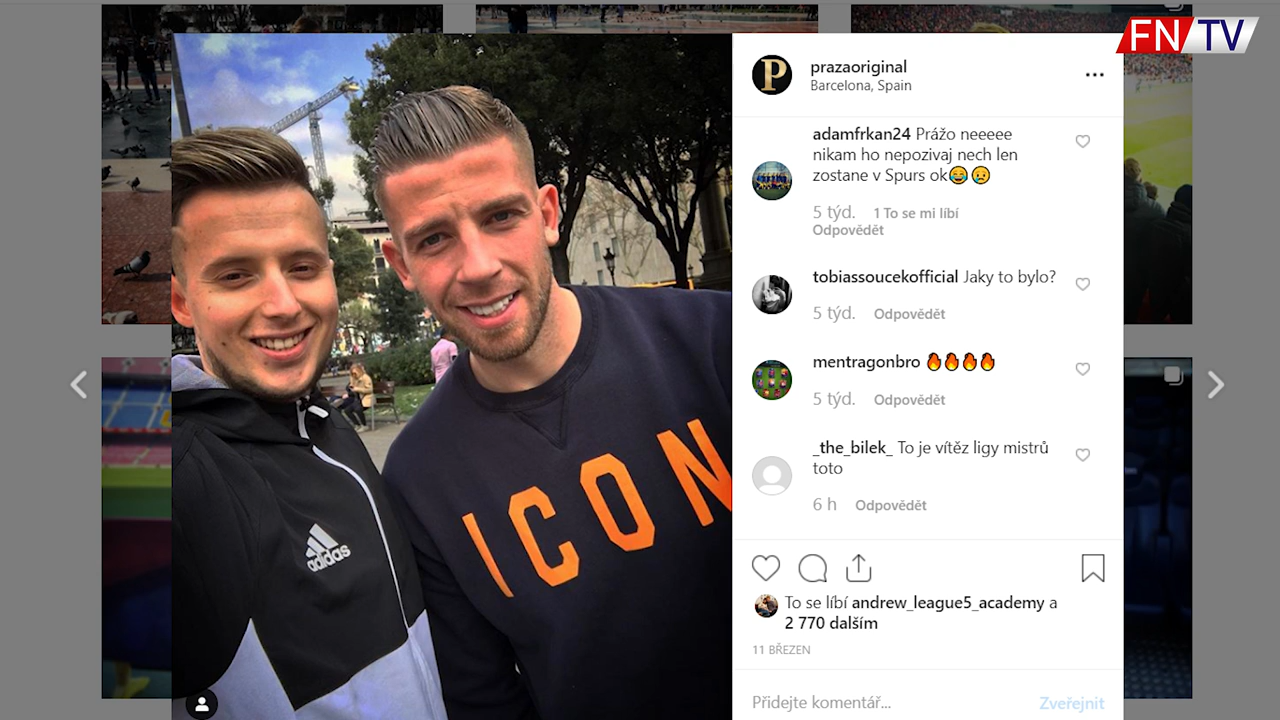 FN TV
P
prazaoriginal
Barcelona, Spain
adamfrkan24 Prážo neeeee
nikam ho nepozivaj nech len
zostane v Spurs ok😂😢
5 týd. 1 To se mi líbí
Odpovědět
tobiassoucekofficial Jaky to bylo?
5 týd. Odpovědět
mentragonbro 🔥🔥🔥🔥
5 týd. Odpovědět
_the_bilek_ To je vítěz ligy mistrů
toto
6 h Odpovědět
To se líbí andrew_league5_academy a
2 770 dalším
11 BŘEZEN
Přidejte komentář...
Zveřejnit
ICON
adidas